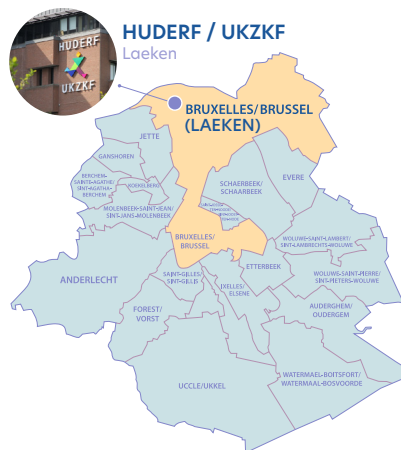 HUDERF / UKZKF
Laeken
HUDERF
UKZKF
BRUXELLES/BRUSSEL
(LAEKEN)
JETTE
GANSHOREN
BERCHEM-
SAINTE-AGATHE/
SINT-AGATHA-
BERCHEM
KOEKELBERG
MOLENBEEK-SAINT-JEAN/
SINT-JANS-MOLENBEEK
SCHAERBEEK/
SCHAARBEEK
EVERE
BRUXELLES/
BRUSSEL
WOLUWE-SAINT-LAMBERT/
SINT-LAMBRECHTS-WOLUWE
ETTERBEEK
WOLUWE-SAINT-PIERRE/
SINT-PIETERS-WOLUWE
ANDERLECHT
SAINT-GILLES/
SINT-GILLIS
IXELLES/
ELSENE
AUDERGHEM/
OUDERGEM
FOREST/
VORST
UCCLE/UKKEL
WATERMAEL-BOITSFORT/
WATERMAAL-BOSVOORDE